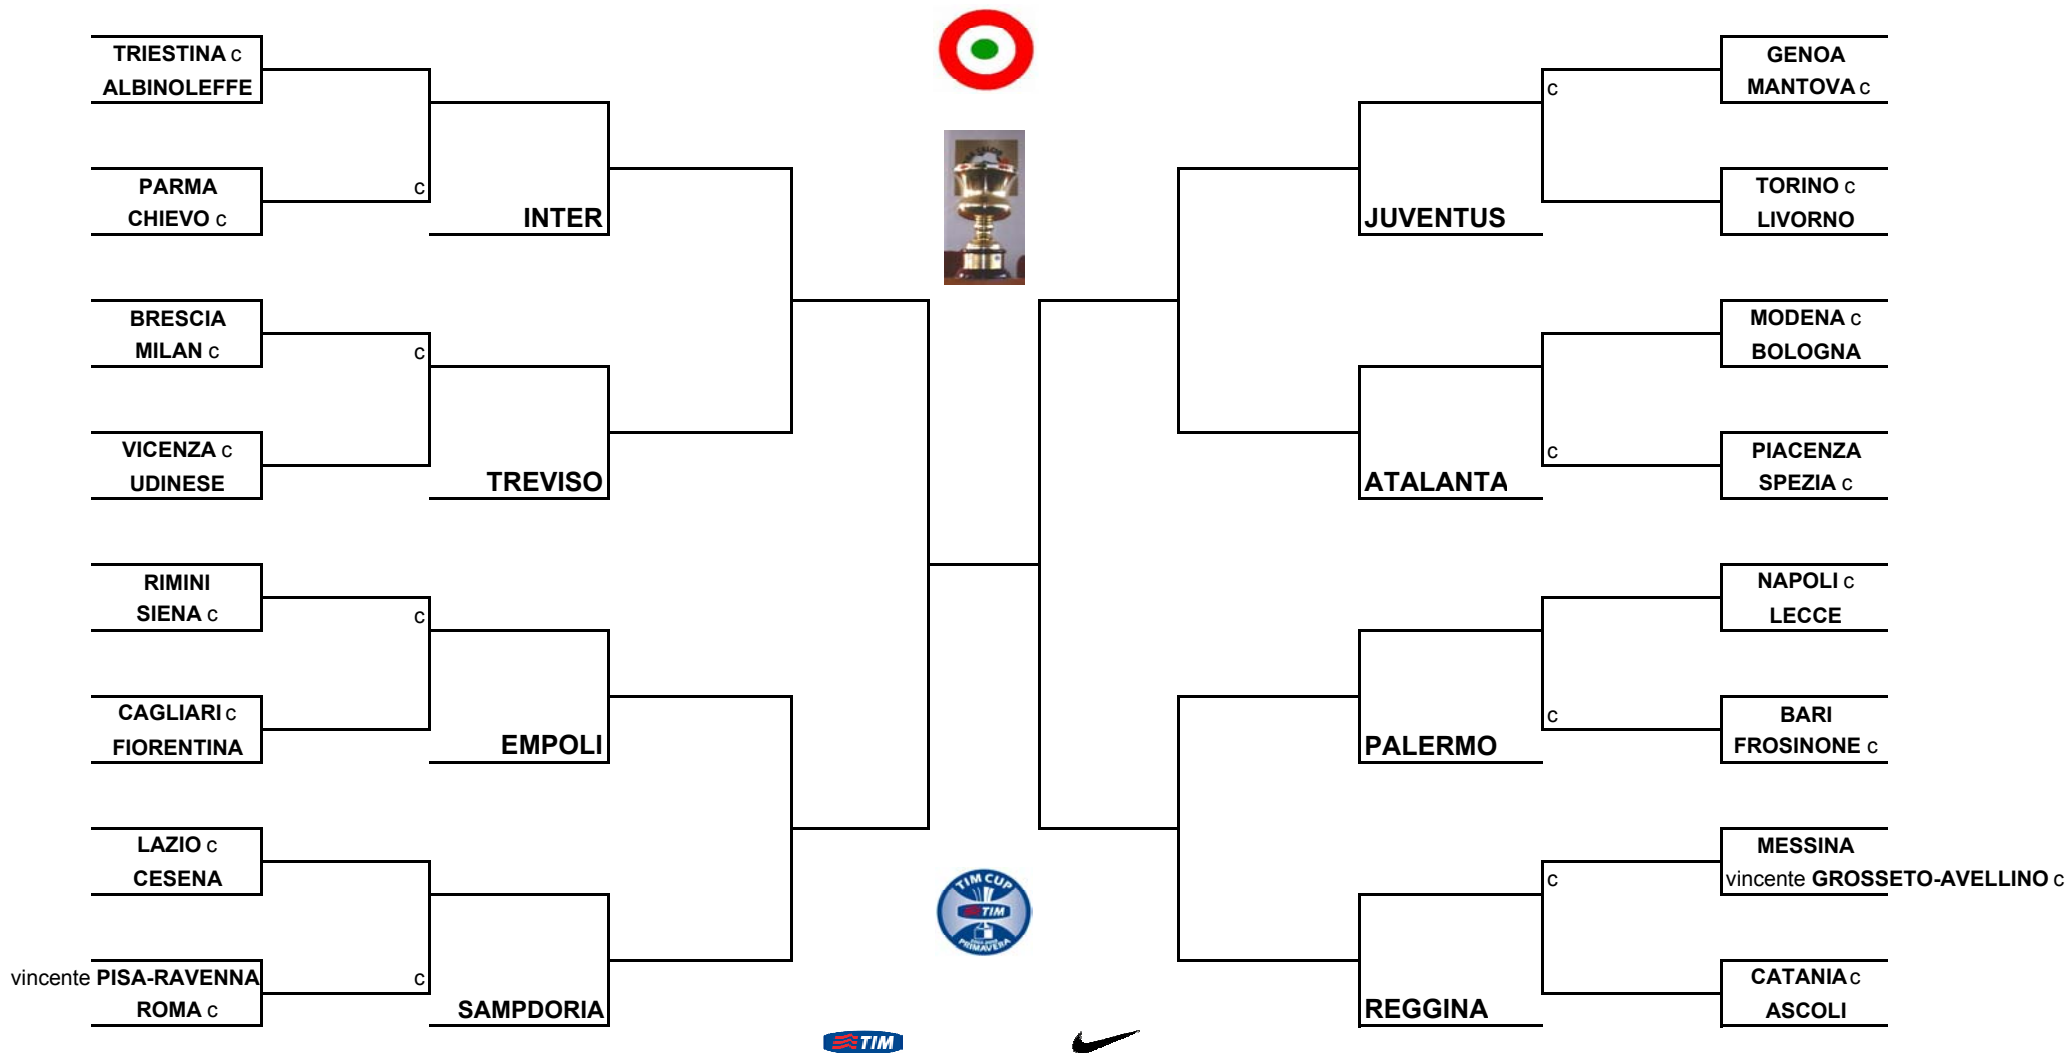 TRIESTINA c
ALBINOLEFFE
PARMA
CHIEVO c
c
INTER
BRESCIA
MILAN c
c
VICENZA c
UDINESE
TREVISO
RIMINI
SIENA c
c
CAGLIARI c
FIORENTINA
EMPOLI
LAZIO c
CESENA
vincente PISA-RAVENNA
ROMA c
c
SAMPDORIA
TIM CUP
TIM
PRIMAVERA
TIM
GENOA
MANTOVA c
c
TORINO c
LIVORNO
JUVENTUS
MODENA c
BOLOGNA
c
PIACENZA
SPEZIA c
ATALANTA
NAPOLI c
LECCE
c
BARI
FROSINONE c
PALERMO
MESSINA
vincente GROSSETO-AVELLINO c
c
CATANIA c
ASCOLI
REGGINA